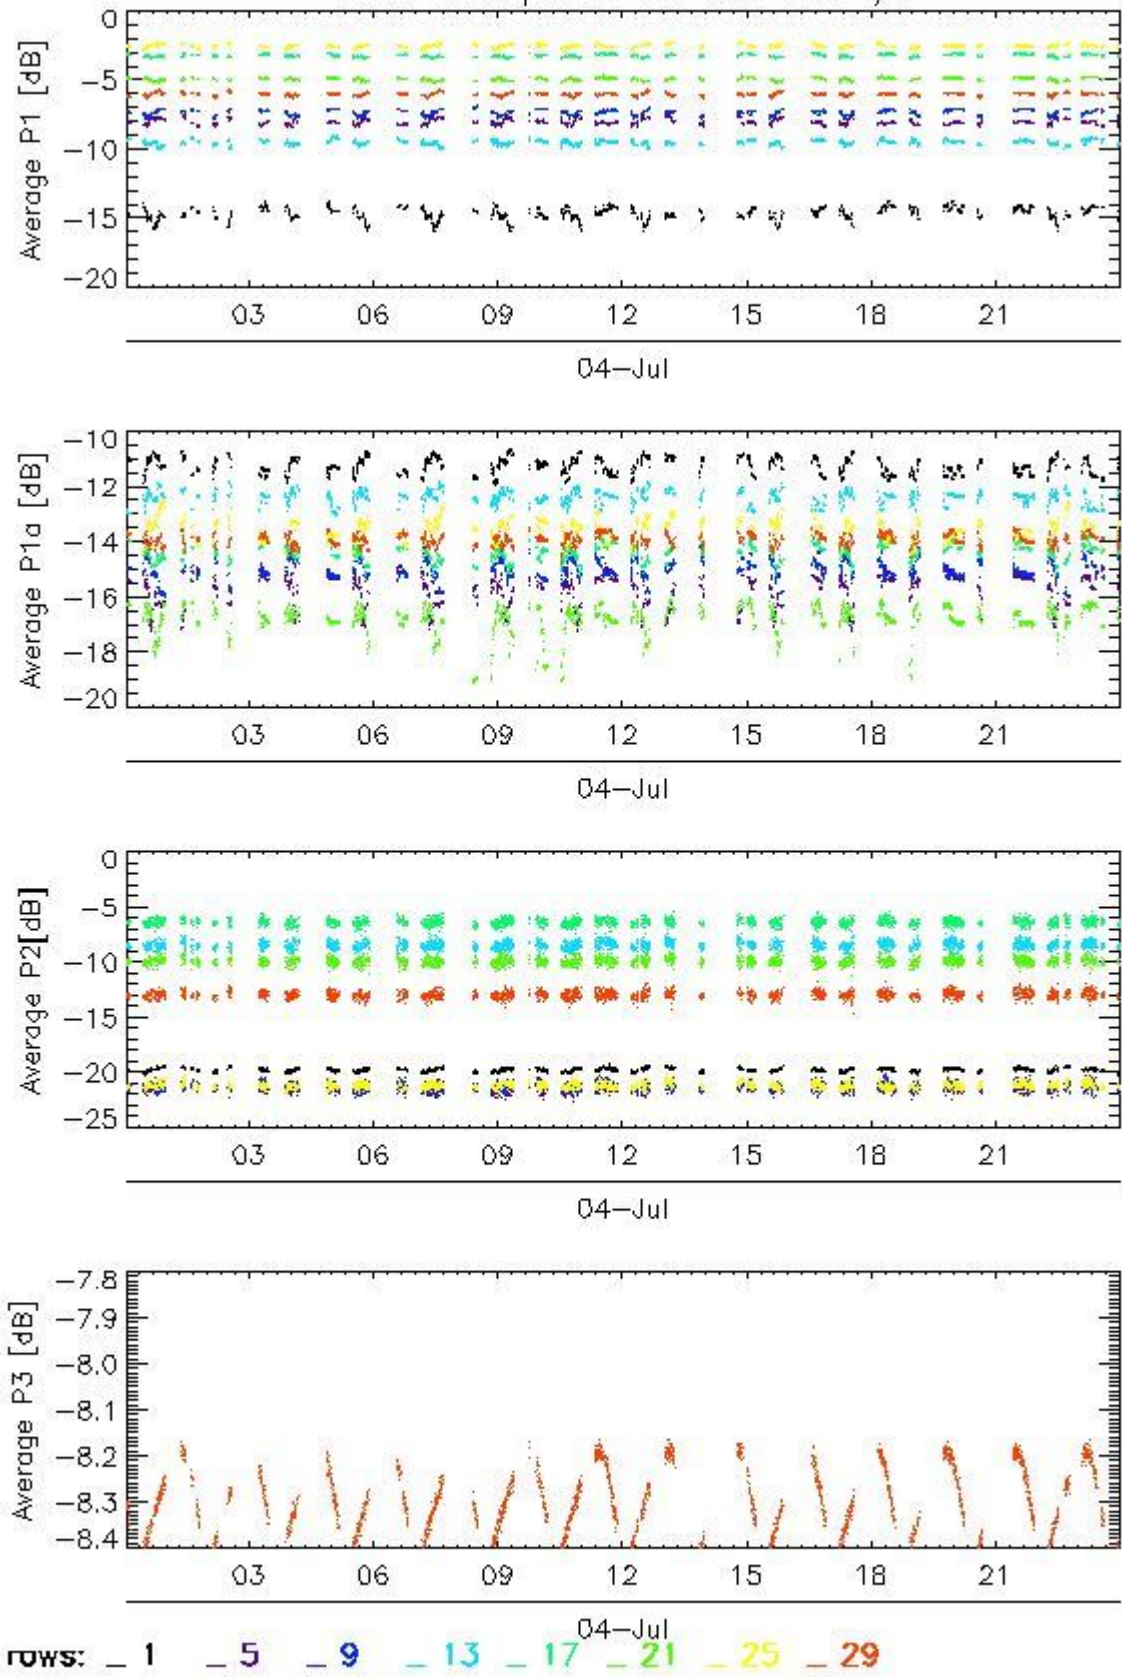 Average P1 [dB]
0
−5
−10
−15
−20
03 06 09 12 15 18 21
04−Jul
Average P1a [dB]
−10
−12
−14
−16
−18
−20
03 06 09 12 15 18 21
04−Jul
Average P2[dB]
0
−5
−10
−15
−20
−25
03 06 09 12 15 18 21
04−Jul
Average P3 [dB]
−7.8
−7.9
−8.0
−8.1
−8.2
−8.3
−8.4
03 06 09 12 15 18 21
04−Jul
rows: _ 1 _ 5 _ 9 _ 13 _ 17 _ 21 _ 25 _ 29